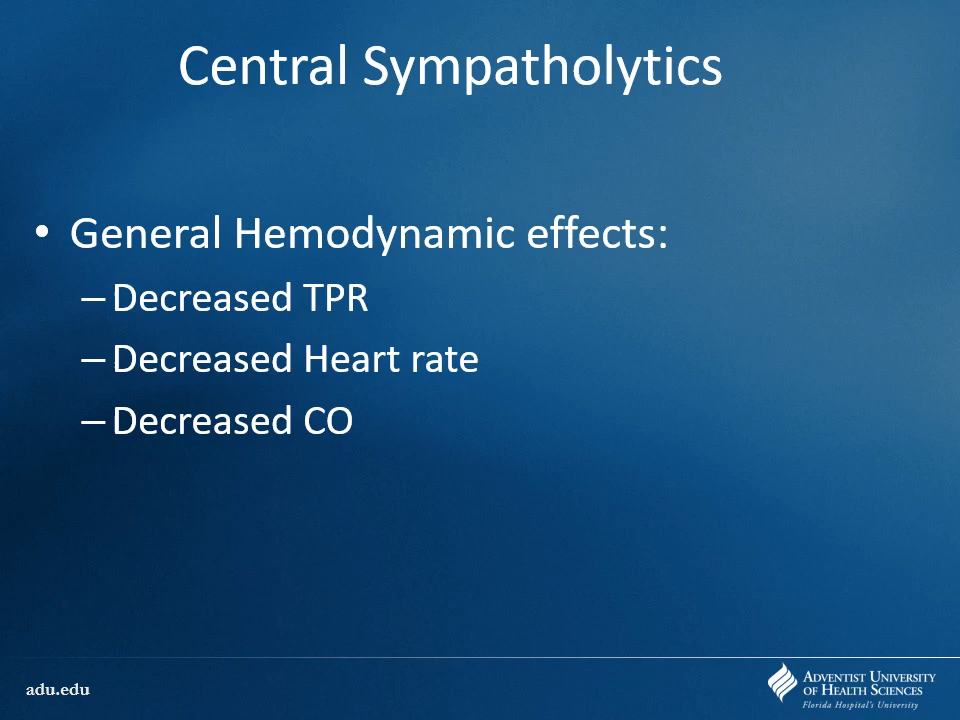 Central Sympatholytics
• General Hemodynamic effects:
– Decreased TPR
– Decreased Heart rate
– Decreased CO
adu.edu
Adventist University
of Health Sciences
Florida Hospital's University